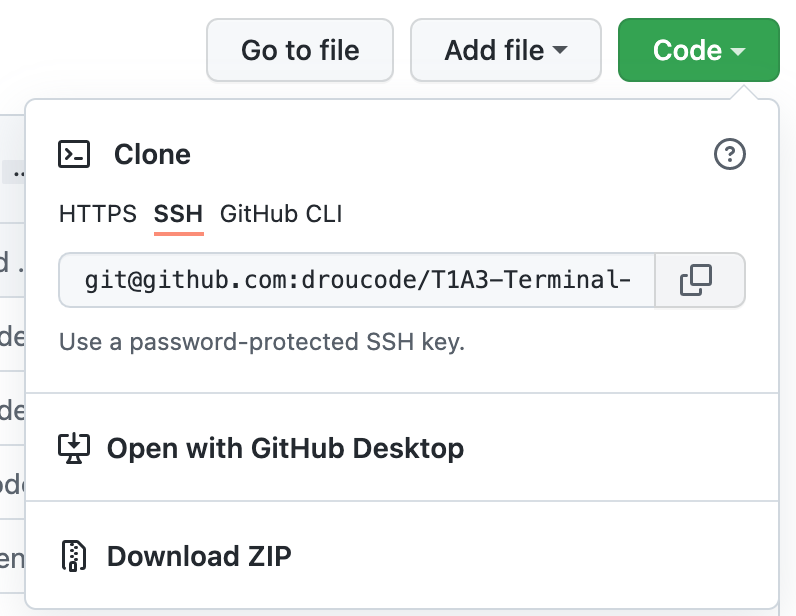 Go to file
Add file
Code
Clone
HTTPS SSH GitHub CLI
git@github.com:droucode/T1A3-Terminal-
Use a password-protected SSH key.
Open with GitHub Desktop
Download ZIP